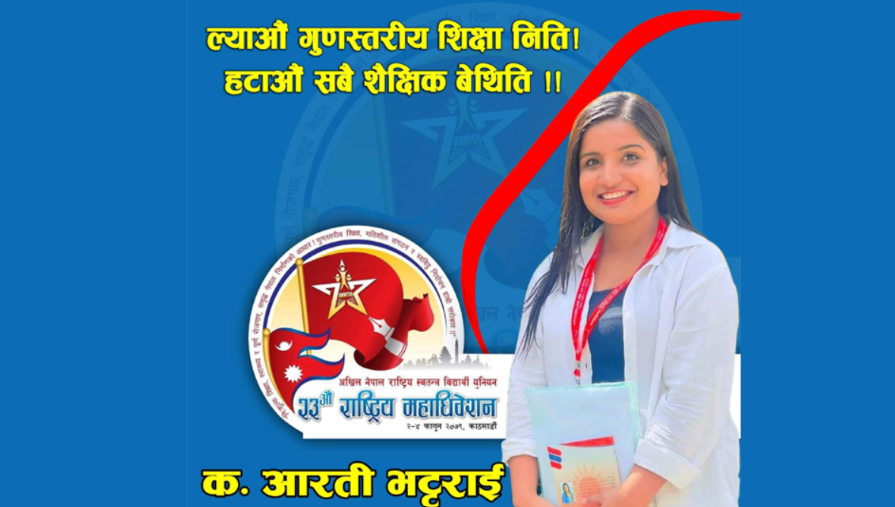 ल्याऔं गुणस्तरीय शिक्षा निति!
हटाऔं सबै शैक्षिक बेथिति !!
अखिल नेपाल राष्ट्रिय स्वतन्त्र विद्यार्थी युनियन
२३औं राष्ट्रिय महाधिवेशन
२-४ फागुन २०७९, काठमाडौं
क. आरती भट्टराई